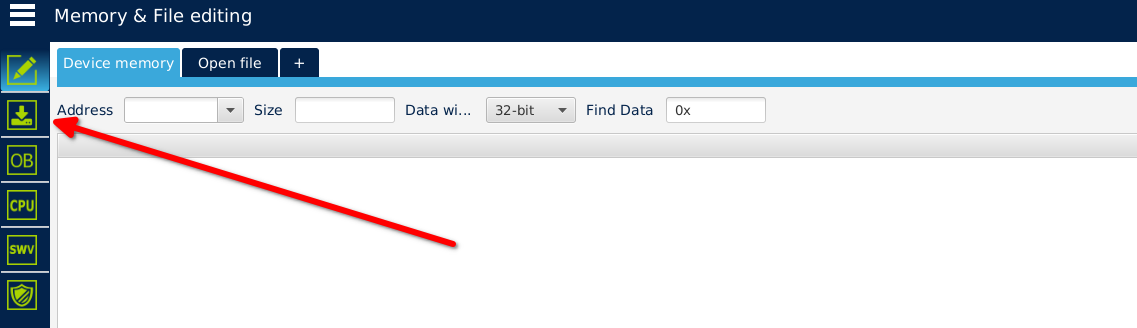 Memory & File editing
Device memory Open file +
Address Size Data wi... 32-bit Find Data 0x
OB
CPU
SWV